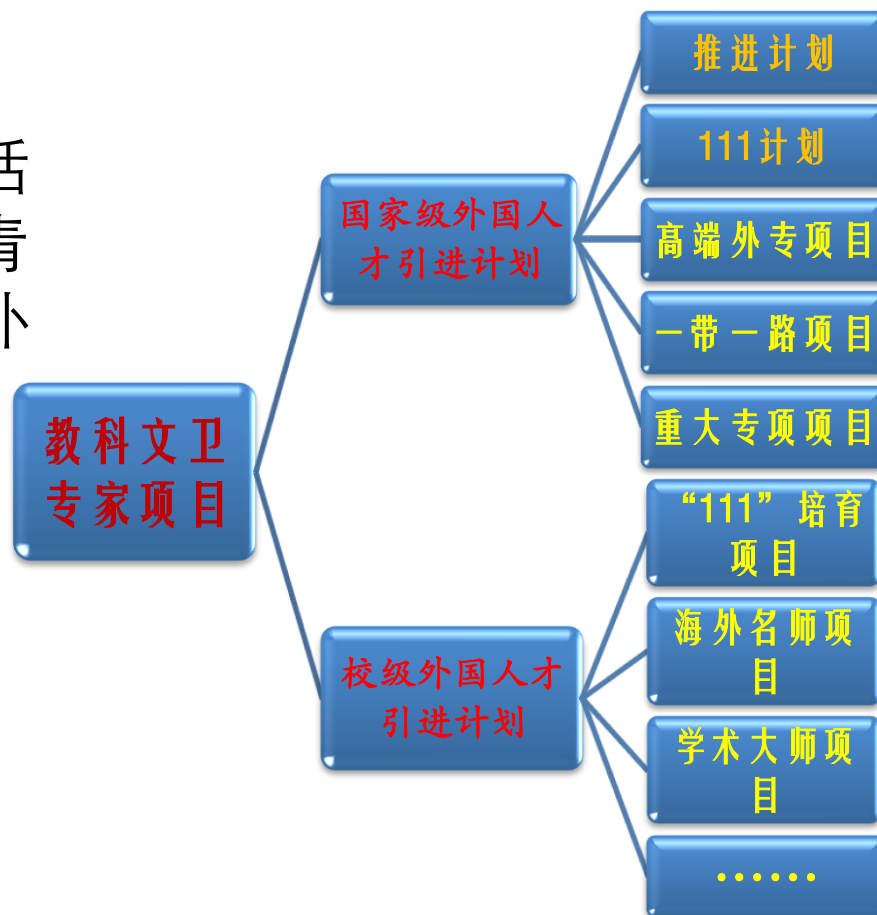 括
青
外
教科文卫
专家项目
国家级外国人
才引进计划
推进计划
111计划
高端外专项目
一带一路项目
重大专项项目
校级外国人才
引进计划
“111”培育
项目
海外名师项
目
学术大师项
目
……